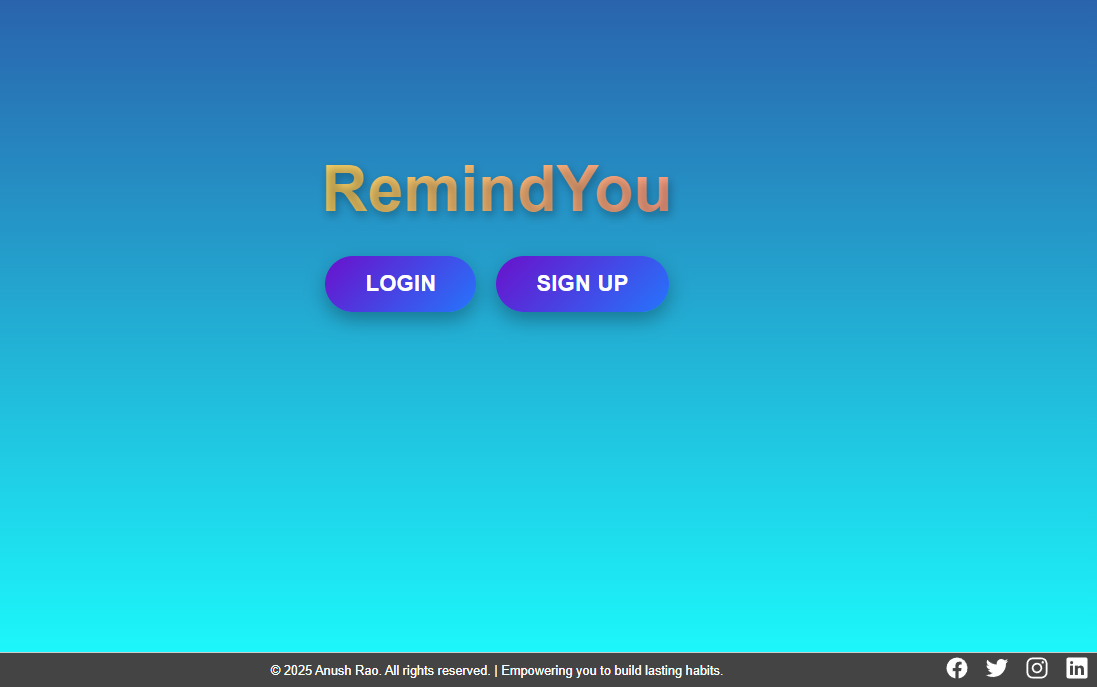 RemindYou
LOGIN
SIGN UP
© 2025 Anush Rao. All rights reserved. | Empowering you to build lasting habits.